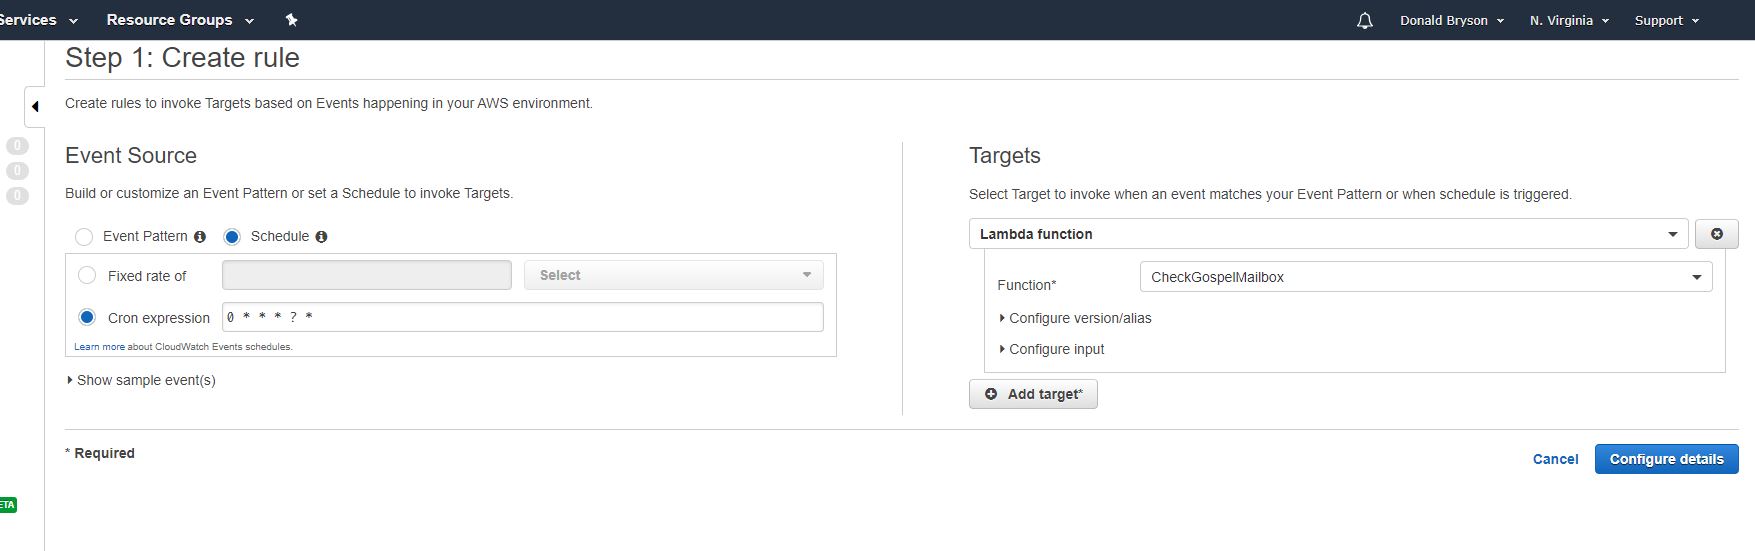 Services Resource Groups Donald Bryson N. Virginia Support
Step 1: Create rule
Create rules to invoke Targets based on Events happening in your AWS environment.
0
0
0
Event Source
Build or customize an Event Pattern or set a Schedule to invoke Targets.
Event Pattern Schedule
Fixed rate of Select
Cron expression 0 * * * ? *
Learn more about CloudWatch Events schedules.
Show sample event(s)
Targets
Select Target to invoke when an event matches your Event Pattern or when schedule is triggered.
Lambda function
Function* CheckGospelMailbox
Configure version/alias
Configure input
Add target*
* Required
Cancel Configure details
ETA